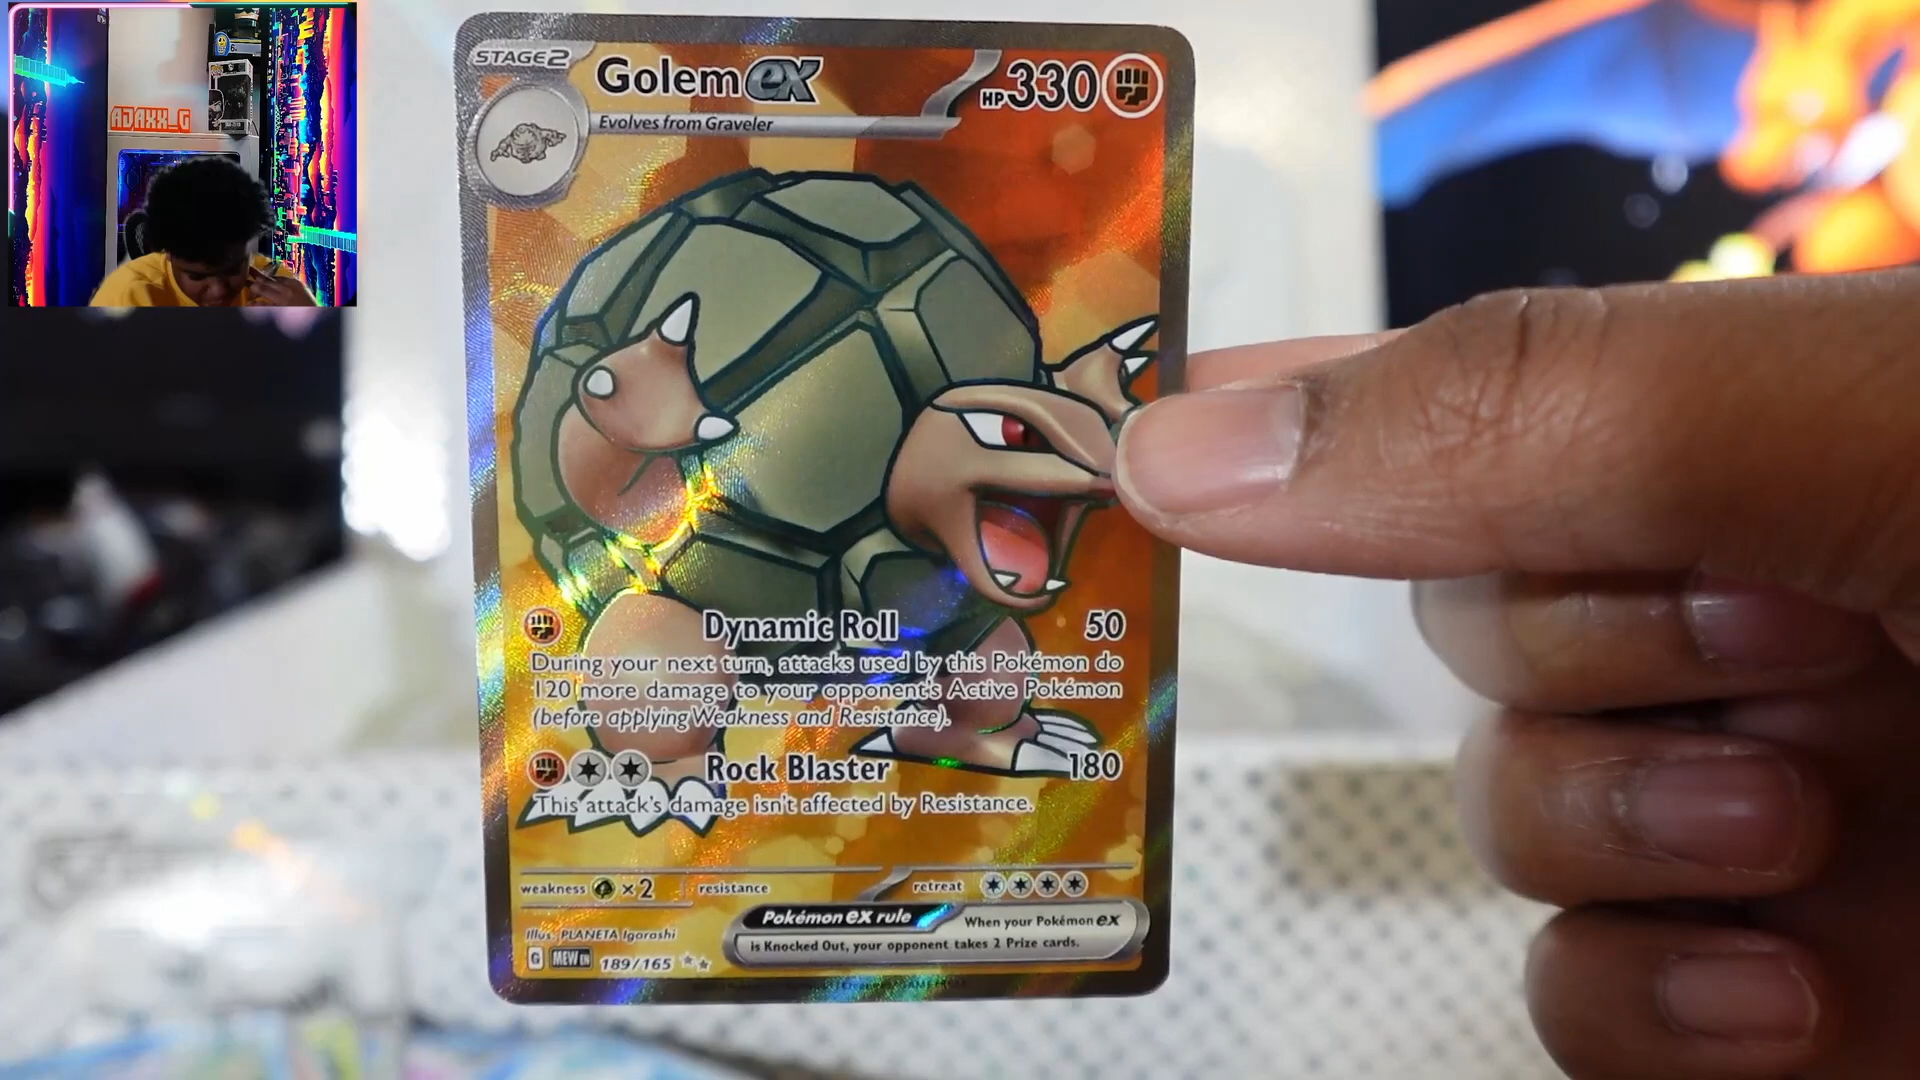 AJAXX_G
STAGE2
Golem ex
HP330
Evolves from Graveler
Dynamic Roll 50
During your next turn, attacks used by this Pokémon do
120 more damage to your opponent's Active Pokémon
(before applying Weakness and Resistance).
Rock Blaster 180
This attack's damage isn't affected by Resistance.
weakness ×2 resistance retreat
Pokémon ex rule When your Pokémon ex
is Knocked Out, your opponent takes 2 Prize cards.
Illus. PLANETA Igarashi
G MEW EN 189/165